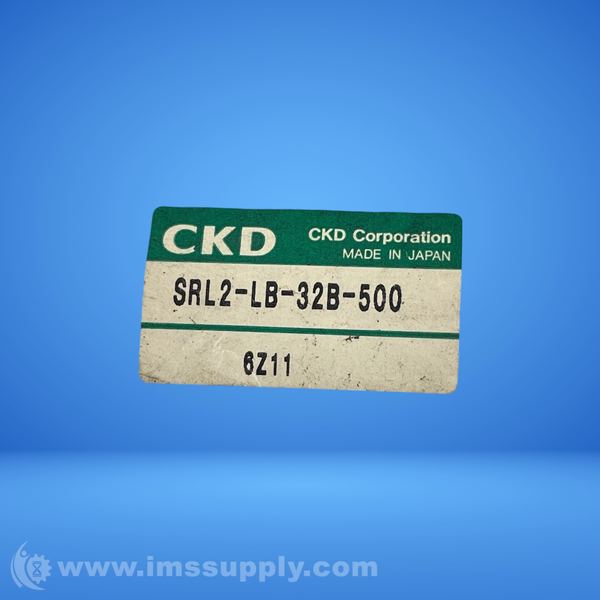 CKD
CKD Corporation
MADE IN JAPAN
SRL2-LB-32B-500
6Z11
www.imssupply.com